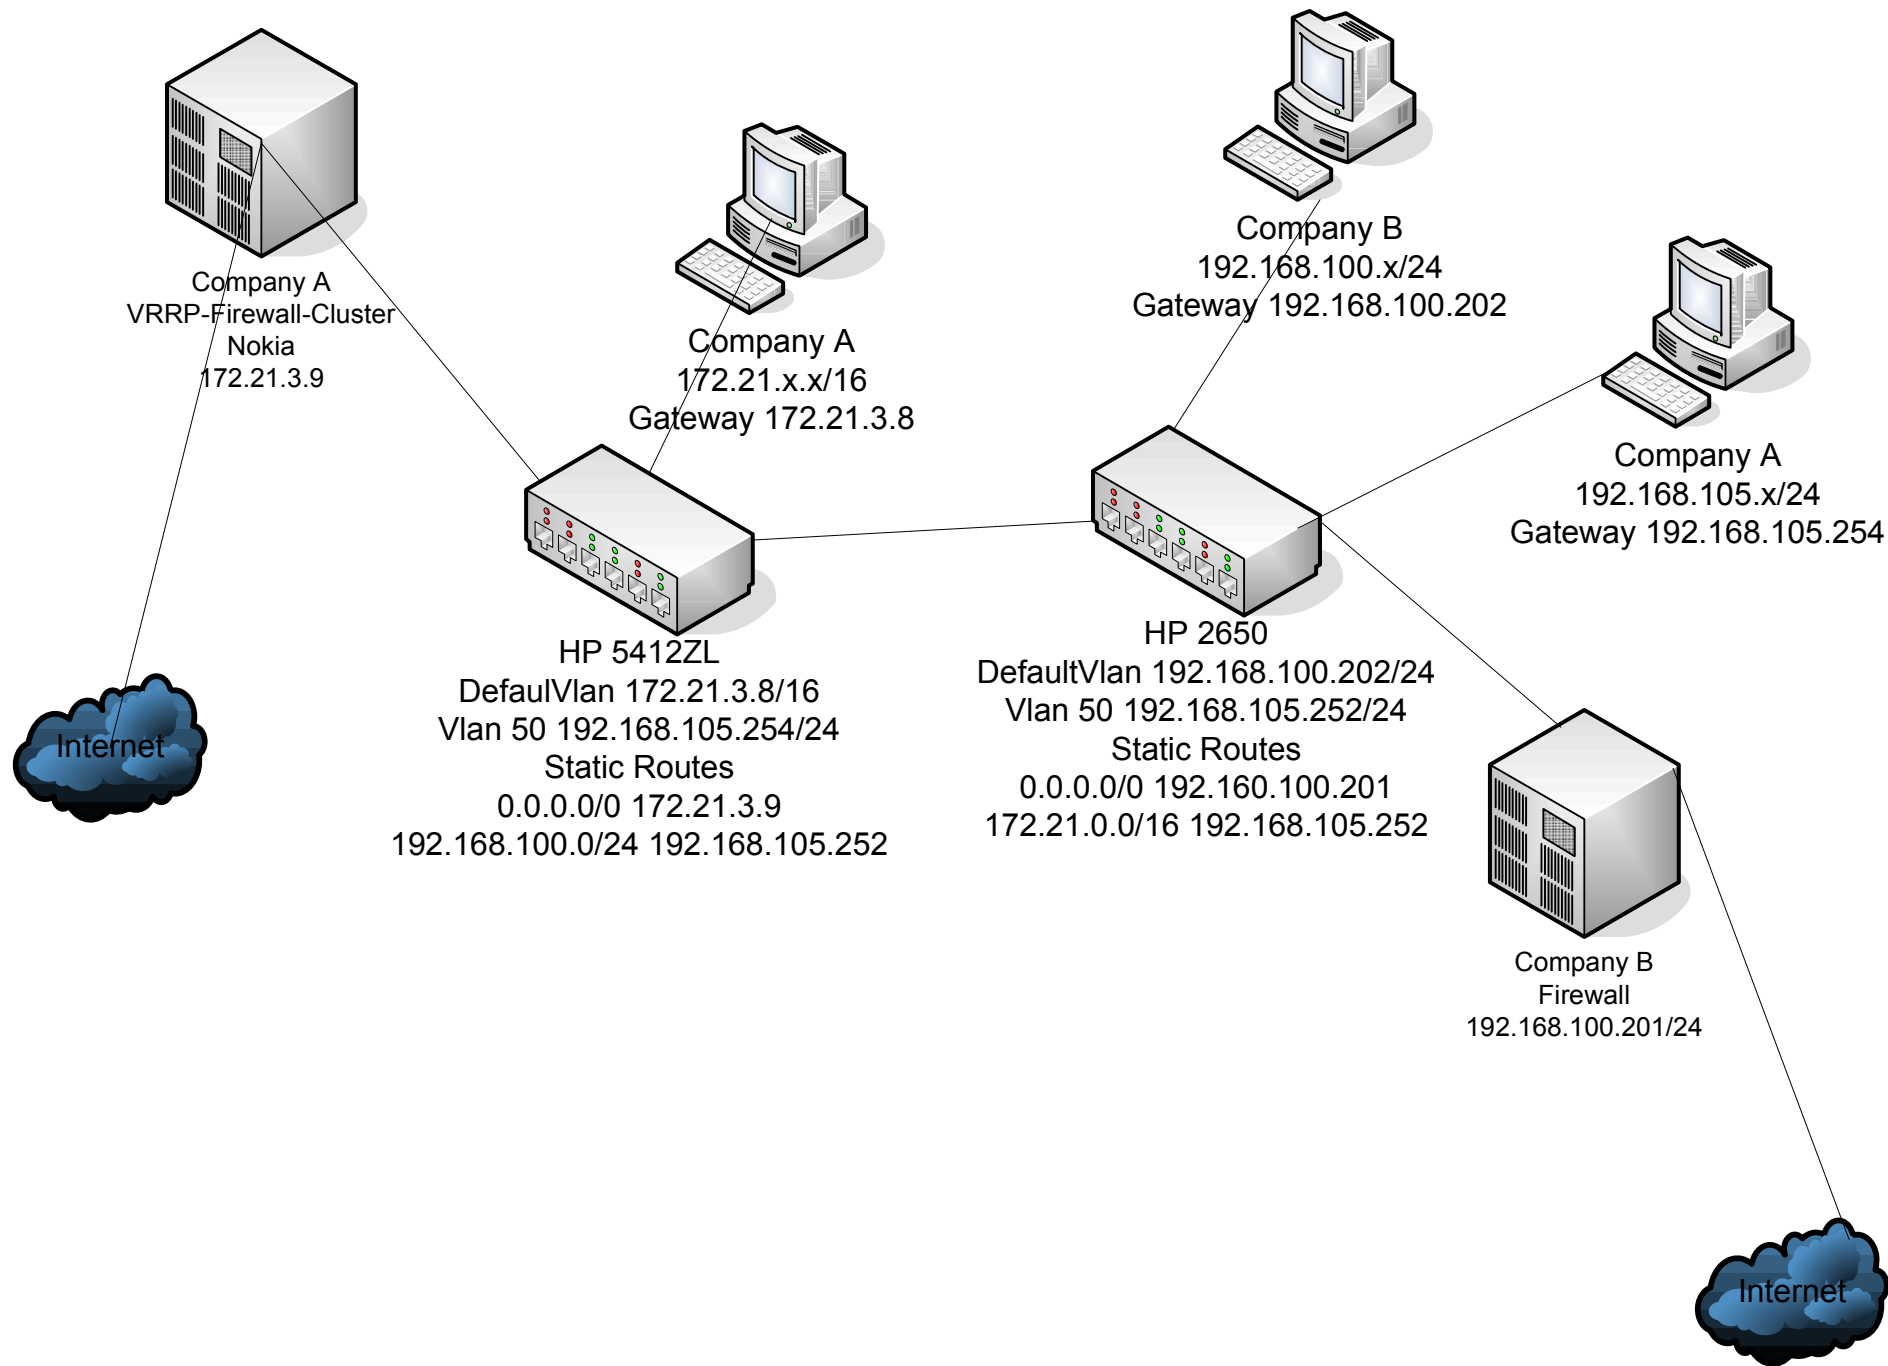 Company A
VRRP-Firewall-Cluster
Nokia
172.21.3.9
Company A
172.21.x.x/16
Gateway 172.21.3.8
Company B
192.168.100.x/24
Gateway 192.168.100.202
Company A
192.168.105.x/24
Gateway 192.168.105.254
HP 5412ZL
DefaulVlan 172.21.3.8/16
Vlan 50 192.168.105.254/24
Static Routes
0.0.0.0/0 172.21.3.9
192.168.100.0/24 192.168.105.252
HP 2650
DefaultVlan 192.168.100.202/24
Vlan 50 192.168.105.252/24
Static Routes
0.0.0.0/0 192.160.100.201
172.21.0.0/16 192.168.105.252
Internet
Company B
Firewall
192.168.100.201/24
Internet